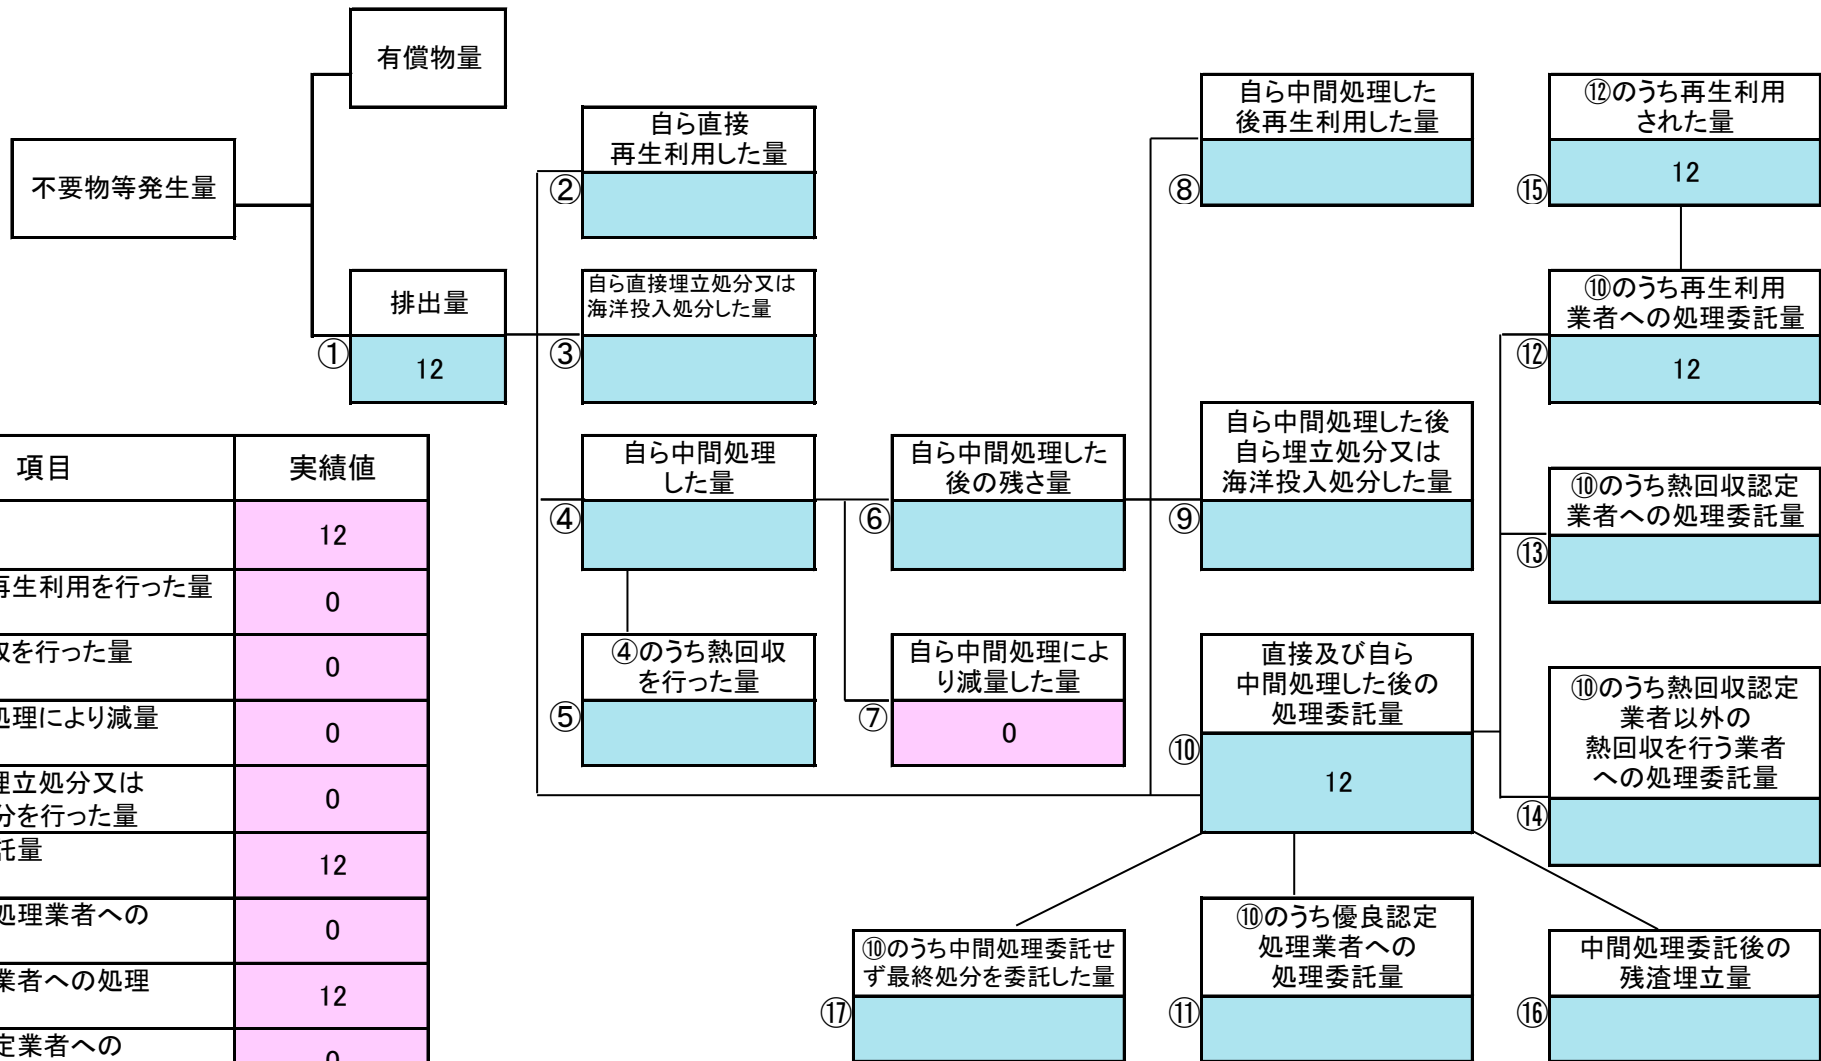 有償物量
不要物等発生量
排出量
①
12
自ら直接
再生利用した量
②
自ら直接埋立処分又は
海洋投入処分した量
③
自ら中間処理
した量
④
④のうち熱回収
を行った量
⑤
自ら中間処理した
後の残さ量
⑥
自ら中間処理によ
り減量した量
⑦
0
自ら中間処理した
後再生利用した量
⑧
自ら中間処理した後
自ら埋立処分又は
海洋投入処分した量
⑨
直接及び自ら
中間処理した後の
処理委託量
⑩
12
⑫のうち再生利用
された量
⑮
12
⑩のうち再生利用
業者への処理委託量
⑫
12
⑩のうち熱回収認定
業者への処理委託量
⑬
⑩のうち熱回収認定
業者以外の
熱回収を行う業者
への処理委託量
⑭
⑩のうち中間処理委託せ
ず最終処分を委託した量
⑰
⑩のうち優良認定
処理業者への
処理委託量
⑪
中間処理委託後の
残渣埋立量
⑯
項目 実績値
12
再生利用を行った量 0
を行った量 0
処理により減量 0
埋立処分又は
分を行った量 0
託量 12
処理業者への 0
業者への処理 12
定業者への